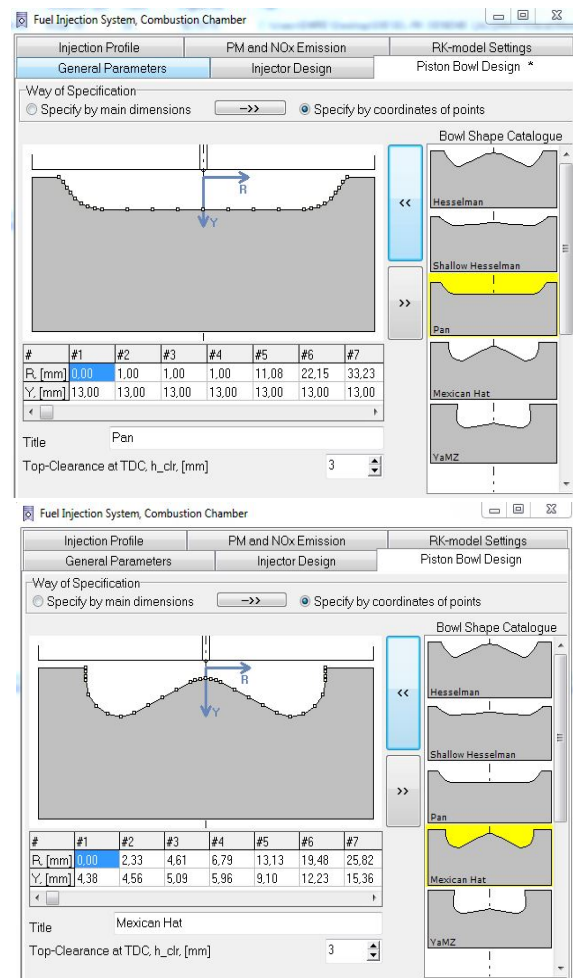 Fuel Injection System, Combustion Chamber
Injection Profile PM and NOx Emission RK-model Settings
General Parameters Injector Design Piston Bowl Design *
Way of Specification
Specify by main dimensions -->> Specify by coordinates of points
Bowl Shape Catalogue
R
Y
<<
>>
Hesselman
Shallow Hesselman
Pan
Mexican Hat
YaMZ
# #1 #2 #3 #4 #5 #6 #7
R, [mm] 0,00 1,00 1,00 1,00 11,08 22,15 33,23
Y, [mm] 13,00 13,00 13,00 13,00 13,00 13,00 13,00
Title Pan
Top-Clearance at TDC, h_clr, [mm] 3
Fuel Injection System, Combustion Chamber
Injection Profile PM and NOx Emission RK-model Settings
General Parameters Injector Design Piston Bowl Design
Way of Specification
Specify by main dimensions -->> Specify by coordinates of points
Bowl Shape Catalogue
R
Y
<<
>>
Hesselman
Shallow Hesselman
Pan
Mexican Hat
YaMZ
# #1 #2 #3 #4 #5 #6 #7
R, [mm] 0,00 2,33 4,61 6,79 13,13 19,48 25,82
Y, [mm] 4,38 4,56 5,09 5,96 9,10 12,23 15,36
Title Mexican Hat
Top-Clearance at TDC, h_clr, [mm] 3